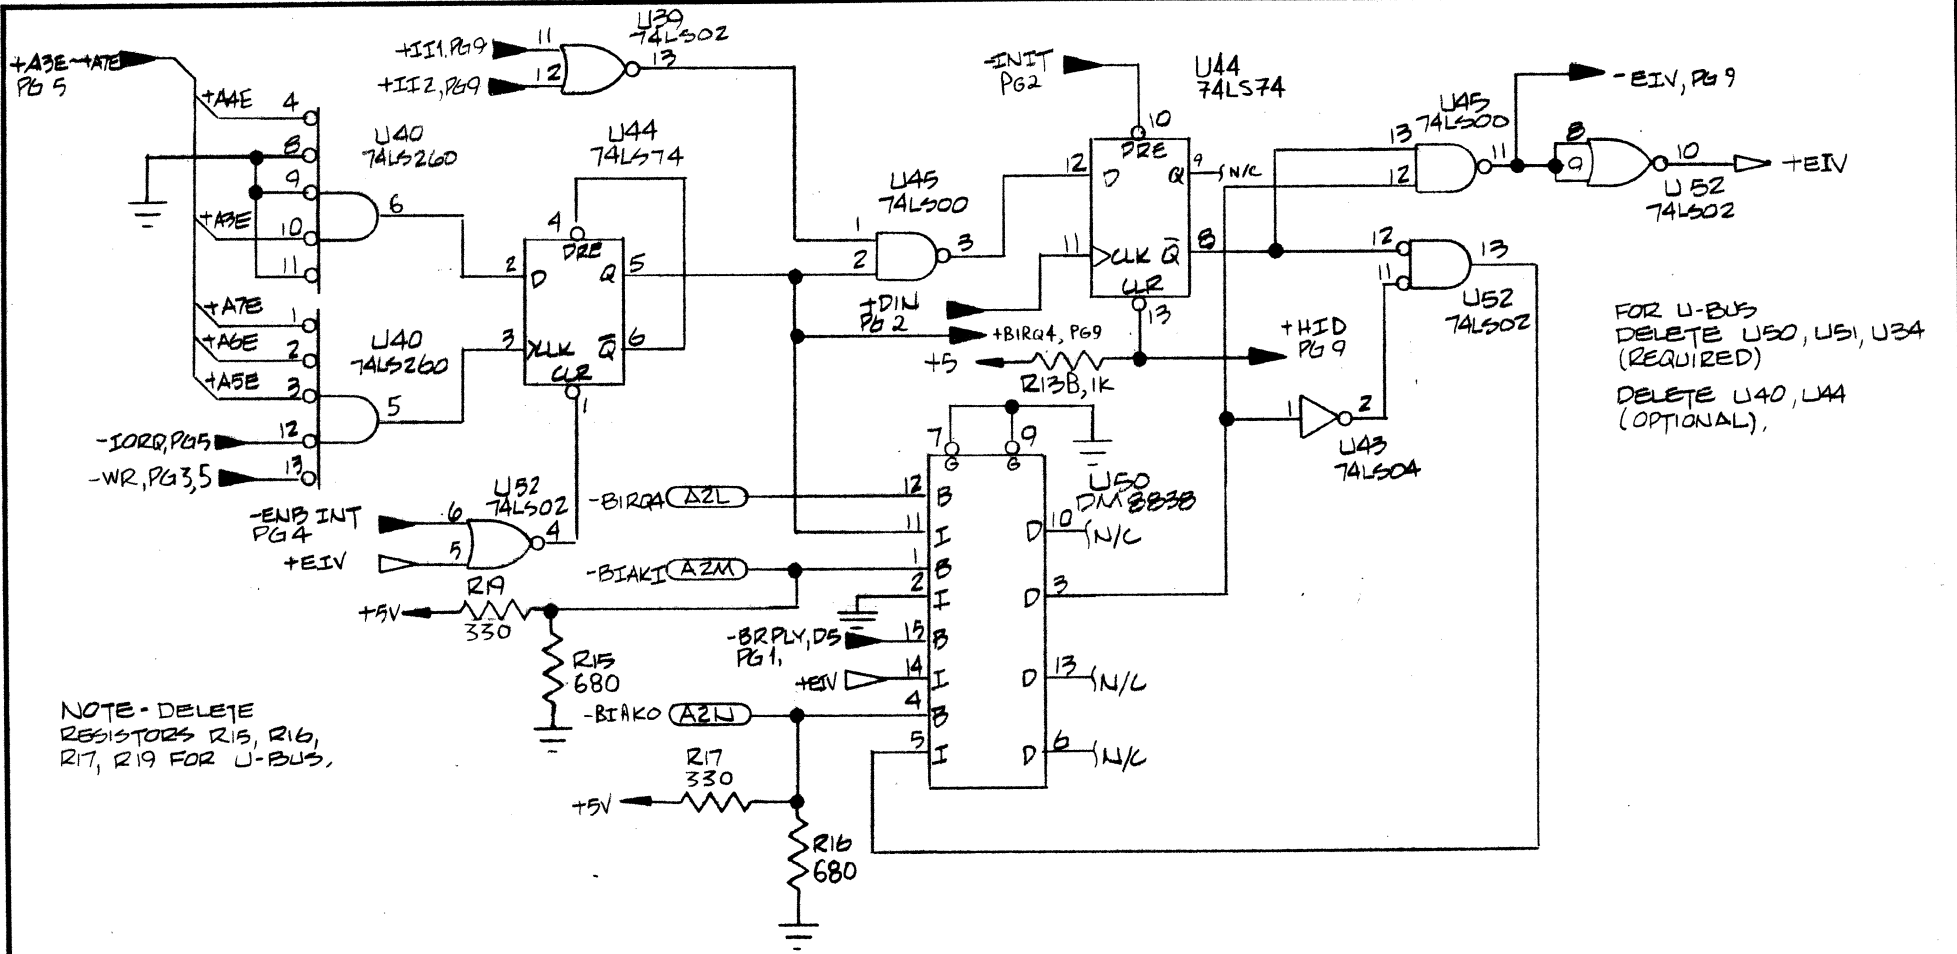 +A3E-+A7E
PG 5
+A4E
4
8
9
+A3E
10
11
U40
74LS260
6
+A7E
1
+A6E
2
+A5E
3
-IORQ, PG5
12
-WR, PG3,5
13
U40
74LS260
5
+II1, PG9
11
+II2, PG9
12
U39
74LS02
13
U44
74LS74
4
PRE
2
D
Q
5
3
CLK
Q
6
CLR
1
-ENB INT
PG4
6
+EIV
5
U52
74LS02
4
U45
74LS00
1
2
3
+DIN
PG 2
+BIRQ4, PG9
+5
R13B, 1K
-INIT
PG2
U44
74LS74
10
PRE
12
D
Q
9
N/C
11
CLK
Q
8
CLR
13
+HID
PG 9
U45
74LS00
13
12
11
-EIV, PG 9
8
9
10
+EIV
U52
74LS02
12
11
13
U52
74LS02
1
2
U43
74LS04
FOR U-BUS
DELETE U50, U51, U34
(REQUIRED)
DELETE U40, U44
(OPTIONAL).
7
9
G
G
U50
DM 8838
-BIRQ4
A2L
12
B
11
I
D
10
N/C
-BIAKI
A2M
1
B
2
I
D
3
-BRPLY, D5
PG1,
15
B
+EIV
14
I
D
13
N/C
-BIAKO
A2N
4
B
5
I
D
6
N/C
+5V
R19
330
R15
680
+5V
R17
330
R16
680
NOTE - DELETE
RESISTORS R15, R16,
R17, R19 FOR U-BUS.